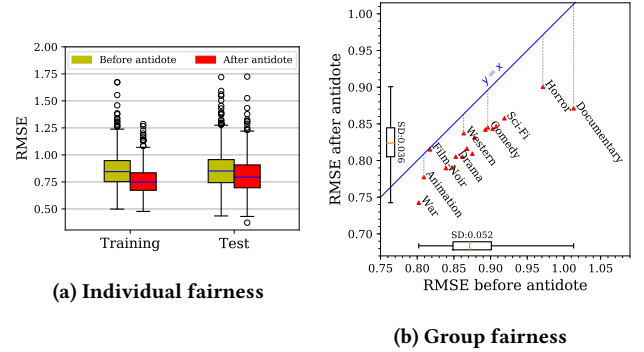 2.00
1.75
1.50
1.25
1.00
0.75
0.50
RMSE
Before antidote
After antidote
Training
Test
(a) Individual fairness
1.00
0.95
0.90
0.85
0.80
0.75
0.70
RMSE after antidote
y = x
SD:0.036
SD:0.052
Horror
Documentary
Sci-Fi
Comedy
Western
Drama
Film-Noir
Animation
War
0.75
0.80
0.85
0.90
0.95
1.00
1.05
RMSE before antidote
(b) Group fairness